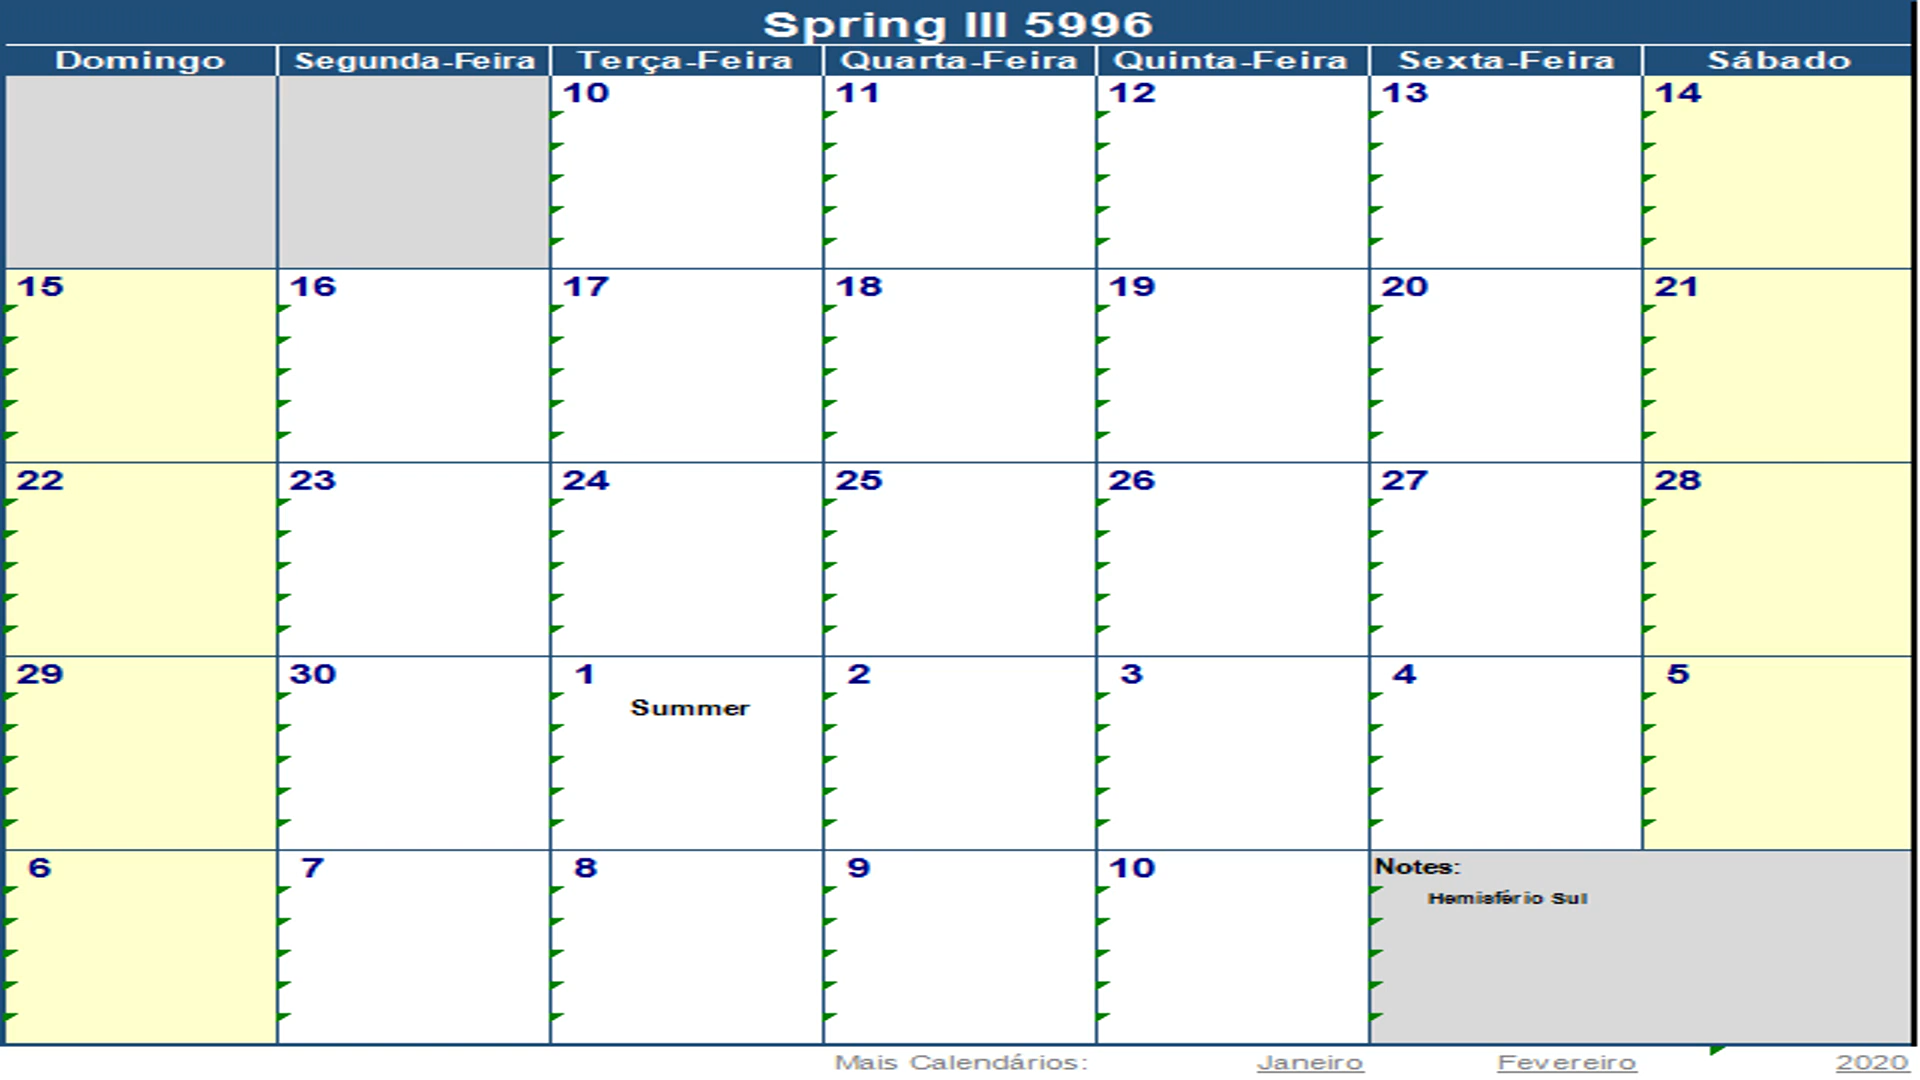 Spring III 5996
Domingo Segunda-Feira Terça-Feira Quarta-Feira Quinta-Feira Sexta-Feira Sábado
10 11 12 13 14
15 16 17 18 19 20 21
22 23 24 25 26 27 28
29 30 1 2 3 4 5
Summer
6 7 8 9 10 Notes:
Hemisfério Sul
Mais Calendários: Janeiro Fevereiro 2020